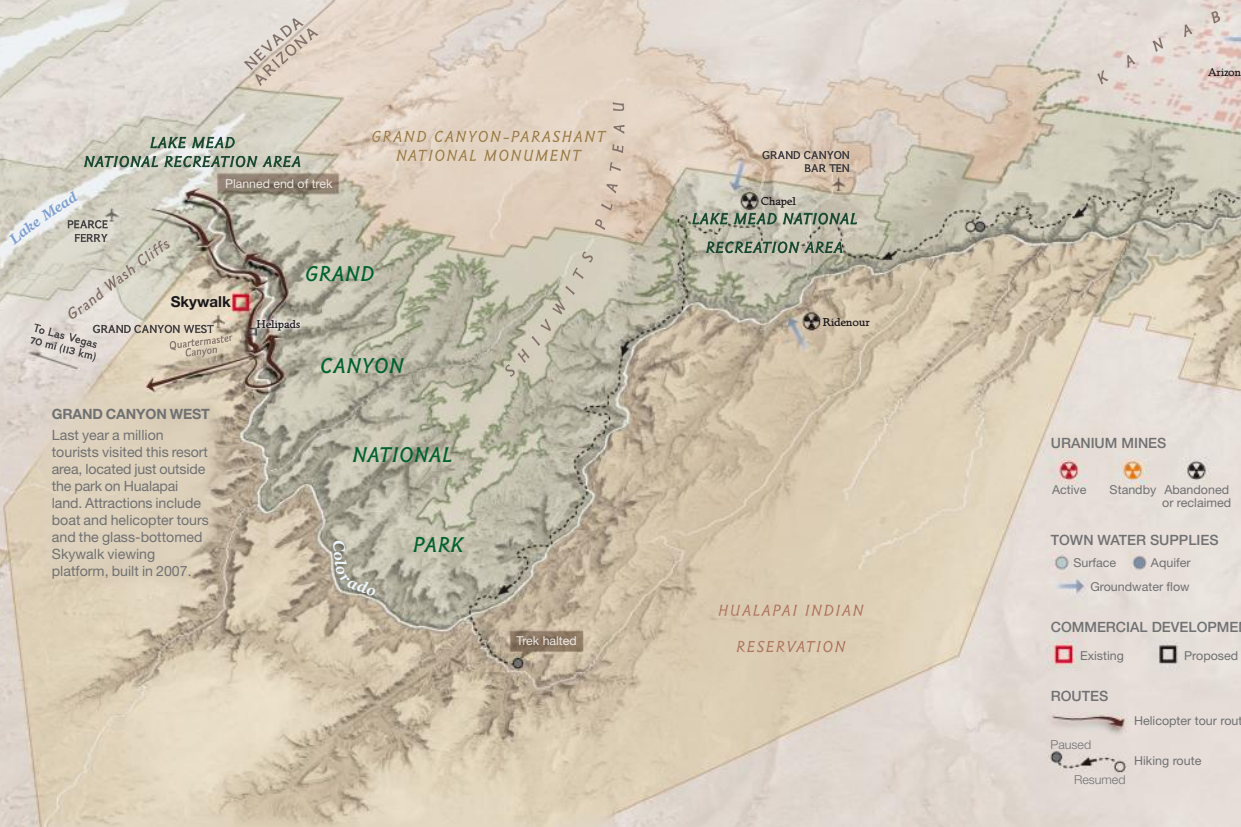 NEVADA
ARIZONA
KANAB
Arizon
LAKE MEAD
NATIONAL RECREATION AREA
Planned end of trek
GRAND CANYON–PARASHANT
NATIONAL MONUMENT
SHIVWITS PLATEAU
GRAND CANYON
BAR TEN
Chapel
LAKE MEAD NATIONAL
RECREATION AREA
Lake Mead
PEARCE
FERRY
Grand Wash Cliffs
GRAND
CANYON
NATIONAL
PARK
Skywalk
Helipads
GRAND CANYON WEST
Quartermaster
Canyon
To Las Vegas
70 mi (113 km)
Ridenour
GRAND CANYON WEST
Last year a million
tourists visited this resort
area, located just outside
the park on Hualapai
land. Attractions include
boat and helicopter tours
and the glass-bottomed
Skywalk viewing
platform, built in 2007.
Colorado
Trek halted
HUALAPAI INDIAN
RESERVATION
URANIUM MINES
Active
Standby
Abandoned
or reclaimed
TOWN WATER SUPPLIES
Surface
Aquifer
Groundwater flow
COMMERCIAL DEVELOPME
Existing
Proposed
ROUTES
Helicopter tour rout
Paused
Hiking route
Resumed